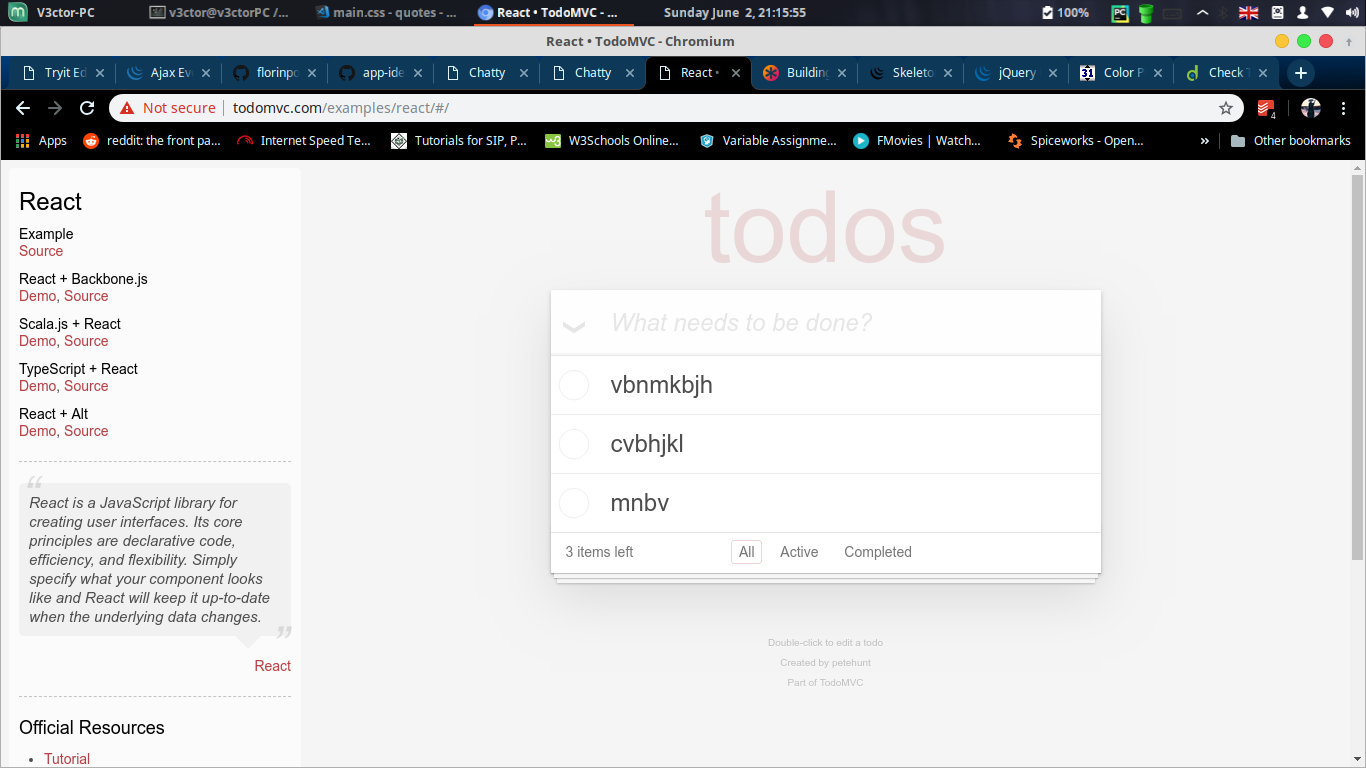 V3ctor-PC
v3ctor@v3ctorPC /...
main.css - quotes - ...
React • TodoMVC - ...
Sunday June 2, 21:15:55
100%
React • TodoMVC - Chromium
Tryit Ed
Ajax Ev
florinpo
app-ide
Chatty
Chatty
React •
Building
Skeleto
jQuery
Color P
Check T
Not secure
todomvc.com/examples/react/#/
4
Apps
reddit: the front pa...
Internet Speed Te...
Tutorials for SIP, P...
W3Schools Online...
Variable Assignme...
FMovies | Watch...
Spiceworks - Open...
»
Other bookmarks
React
Example
Source
React + Backbone.js
Demo, Source
Scala.js + React
Demo, Source
TypeScript + React
Demo, Source
React + Alt
Demo, Source
“
React is a JavaScript library for
creating user interfaces. Its core
principles are declarative code,
efficiency, and flexibility. Simply
specify what your component looks
like and React will keep it up-to-date
when the underlying data changes.
”
React
Official Resources
• Tutorial
todos
What needs to be done?
vbnmkbjh
cvbhjkl
mnbv
3 items left
All
Active
Completed
Double-click to edit a todo
Created by petehunt
Part of TodoMVC